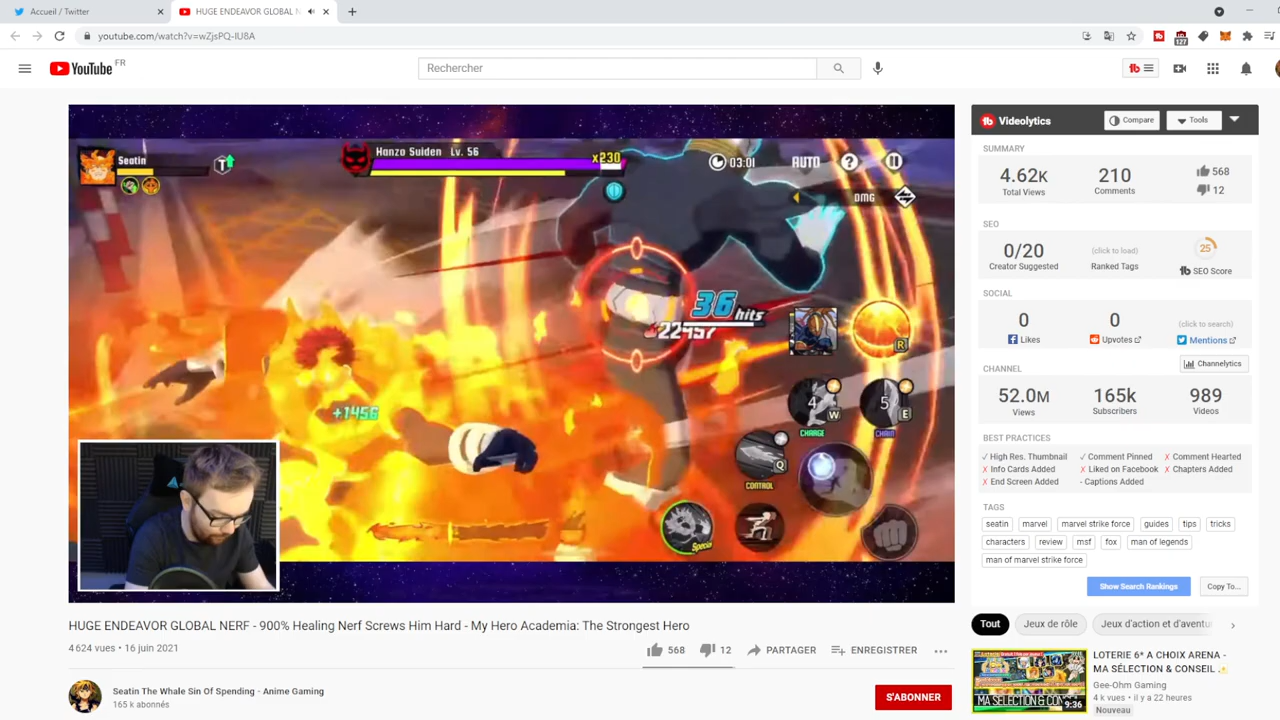 Accueil / Twitter
HUGE ENDEAVOR GLOBAL N
youtube.com/watch?v=wZjsPQ-IU8A
127
YouTube FR
Rechercher
tb
Seatin
T
Hanzo Suiden Lv. 56
x230
03:01
AUTO
?
DMG
36 hits
22457
R
+1456
4
W
CHARGE
5
E
CHAIN
Q
CONTROL
Special
tb Videolytics
Compare
Tools
SUMMARY
4.62K
Total Views
210
Comments
568
12
SEO
0/20
Creator Suggested
(click to load)
Ranked Tags
25
tb SEO Score
SOCIAL
0
Likes
0
Upvotes
(click to search)
Mentions
Channelytics
CHANNEL
52.0M
Views
165k
Subscribers
989
Videos
BEST PRACTICES
✓ High Res. Thumbnail
✓ Comment Pinned
✗ Comment Hearted
✗ Info Cards Added
✗ Liked on Facebook
✗ Chapters Added
✗ End Screen Added
- Captions Added
TAGS
seatin marvel marvel strike force guides tips tricks
characters review msf fox man of legends
man of marvel strike force
Show Search Rankings
Copy To...
HUGE ENDEAVOR GLOBAL NERF - 900% Healing Nerf Screws Him Hard - My Hero Academia: The Strongest Hero
4 624 vues • 16 juin 2021
568
12
PARTAGER
ENREGISTRER
Seatin The Whale Sin Of Spending - Anime Gaming
165 k abonnés
S'ABONNER
Tout
Jeux de rôle
Jeux d'action et d'aventu
LOTERIE 6* A CHOIX ARENA -
MA SÉLECTION & CONSEIL
Gee-Ohm Gaming
4 k vues • il y a 22 heures
Nouveau
MA SELECTION & CON
9:36